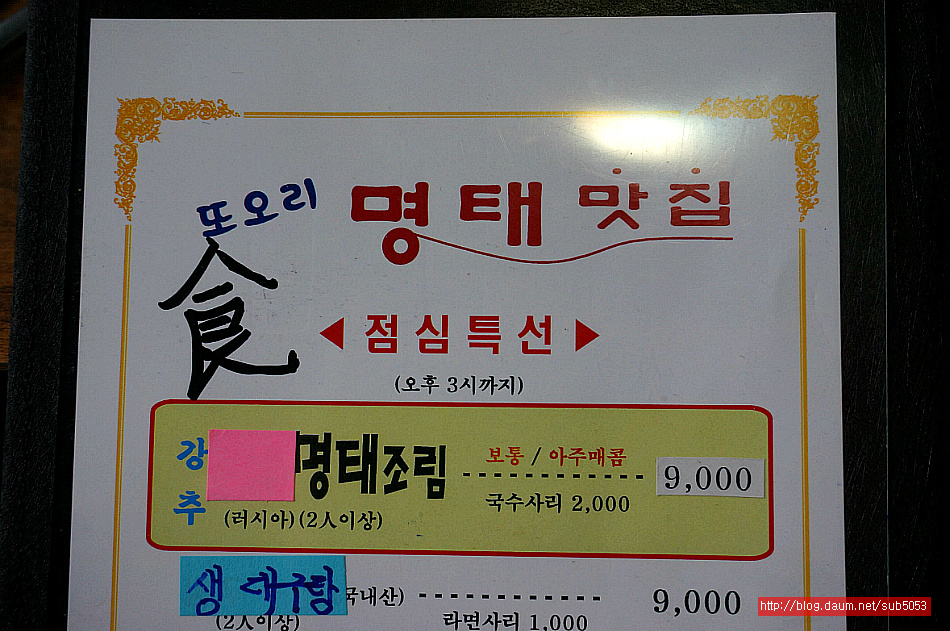 또오리 명태 맛집
食
◀ 점심특선 ▶
(오후 3시까지)
강추
명태조림 보통 / 아주매콤 9,000
(러시아)(2人이상) 국수사리 2,000
생 대구탕 국내산) 9,000
(2人이상) 라면사리 1,000
http://blog.daum.net/sub5053